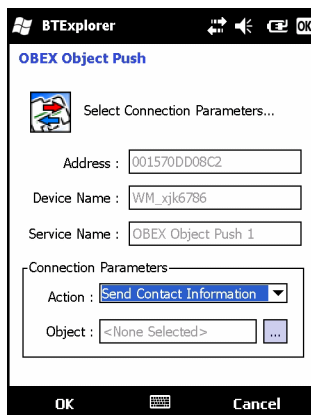 BTExplorer OK
OBEX Object Push
Select Connection Parameters...
Address : 001570DD08C2
Device Name : WM_xjk6786
Service Name : OBEX Object Push 1
Connection Parameters
Action : Send Contact Information
Object : <None Selected> ...
OK Cancel